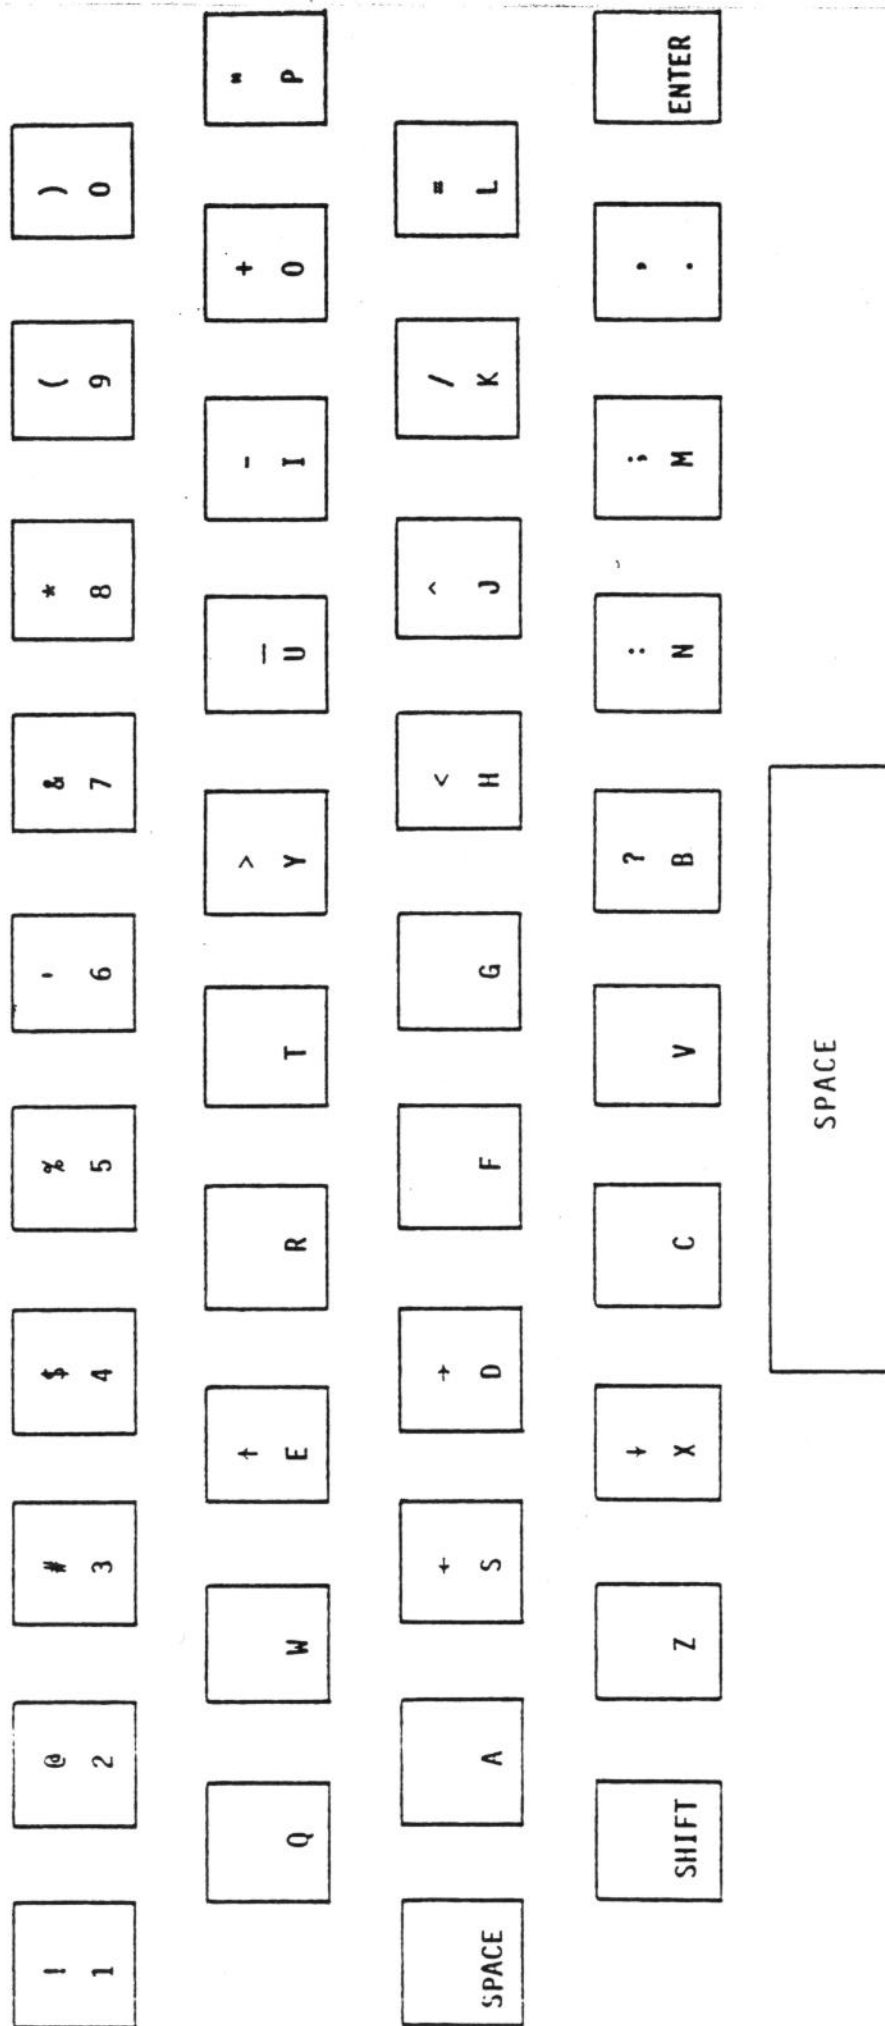 ! @ # $ % ' & * ( )
1 2 3 4 5 6 7 8 9 0
↑ > _ - + "
Q W E R T Y U I O P
← → < ^ / =
SPACE A S D F G H J K L
↓ ? : ; ,
SHIFT Z X C V B N M . ENTER
SPACE